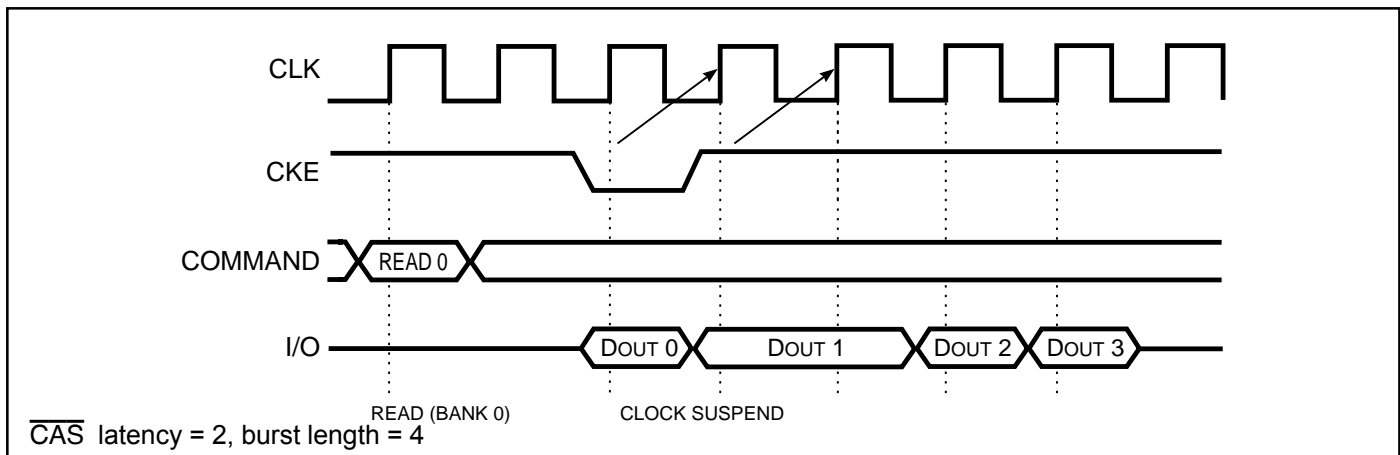 CLK
CKE
COMMAND
READ 0
I/O
DOUT 0
DOUT 1
DOUT 2
DOUT 3
READ (BANK 0)
CLOCK SUSPEND
CAS latency = 2, burst length = 4